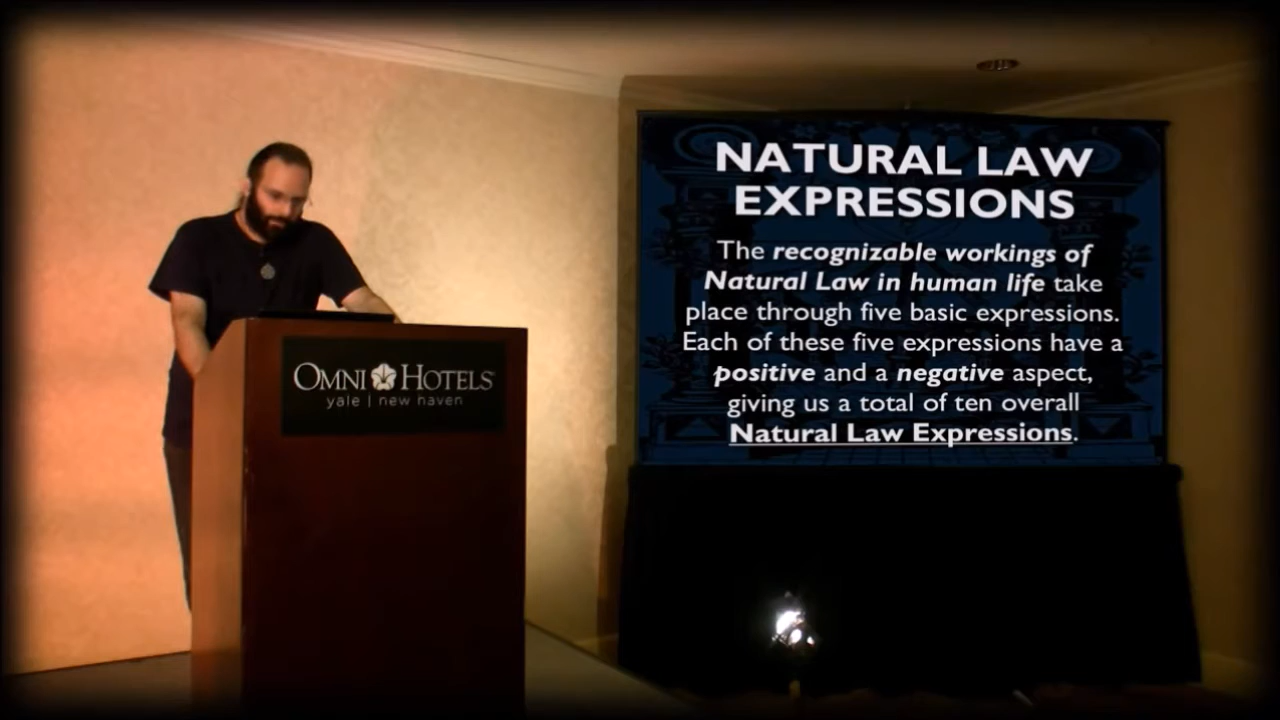 NATURAL LAW
EXPRESSIONS
The recognizable workings of
Natural Law in human life take
place through five basic expressions.
Each of these five expressions have a
positive and a negative aspect,
giving us a total of ten overall
Natural Law Expressions.
OMNI HOTELS
yale | new haven